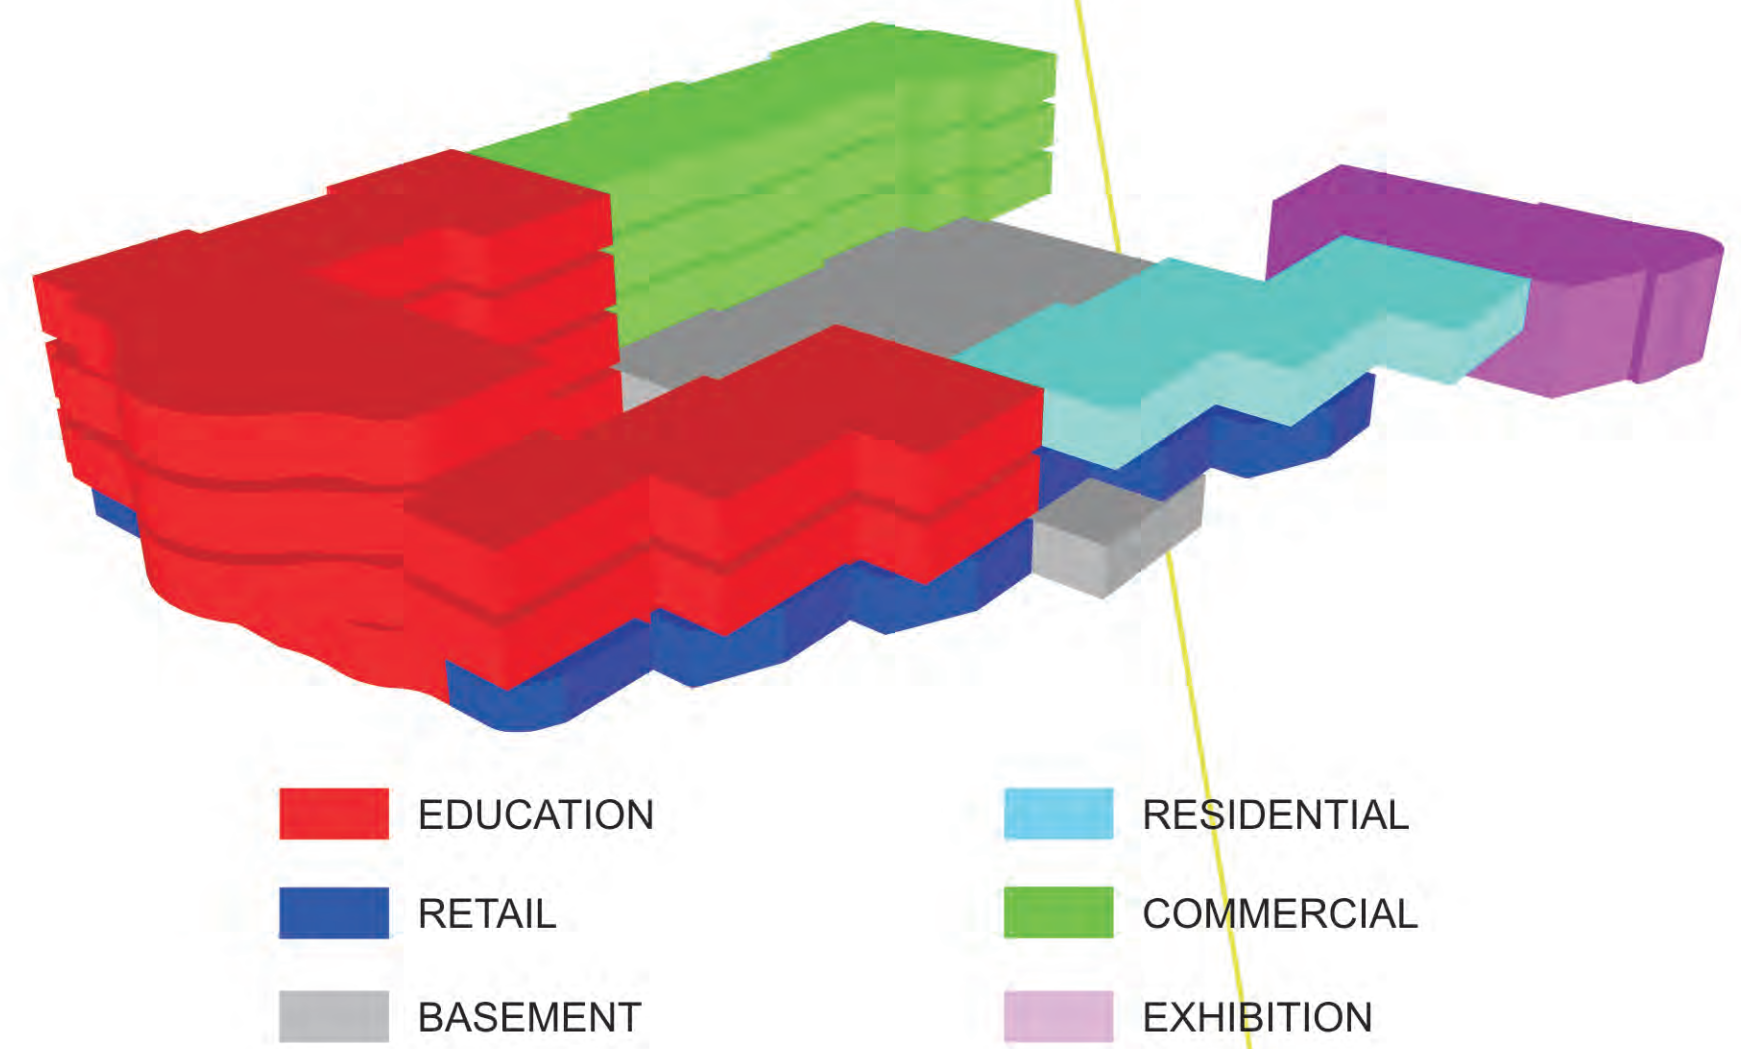 EDUCATION
RETAIL
BASEMENT
RESIDENTIAL
COMMERCIAL
EXHIBITION